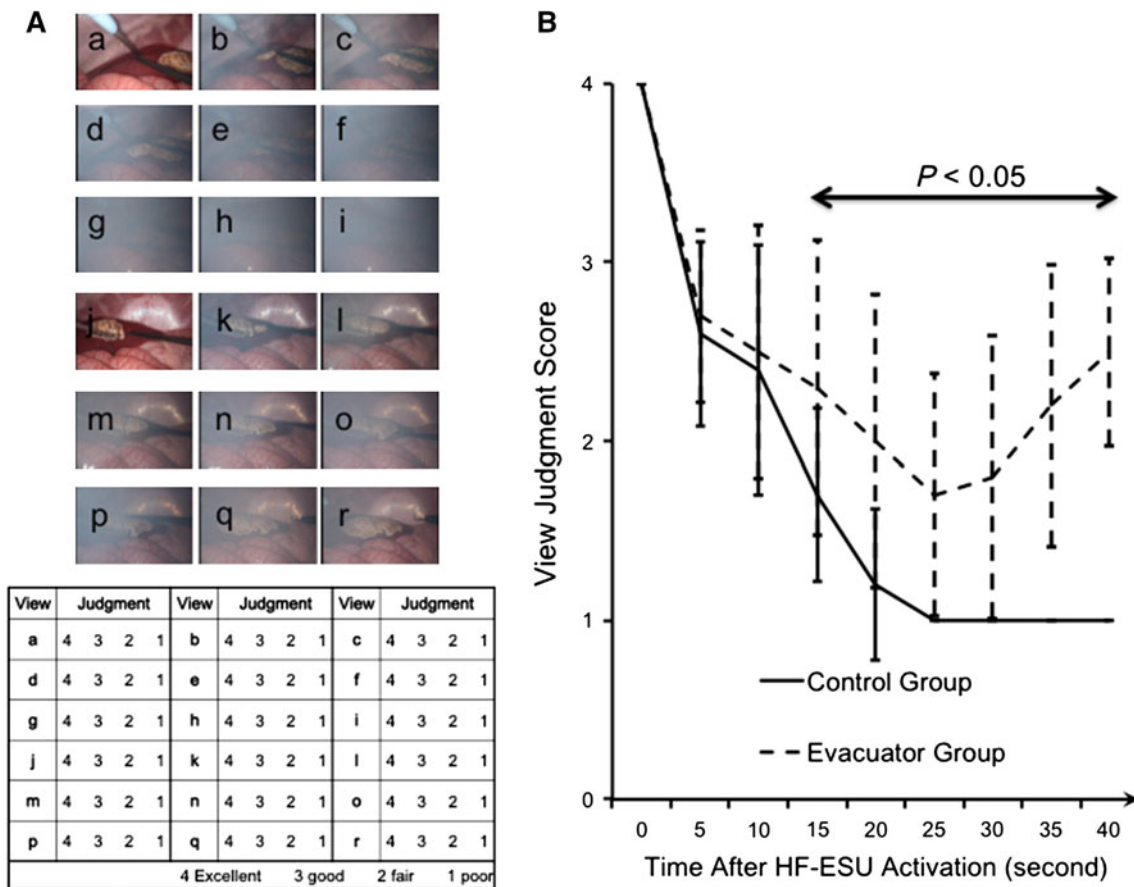 A
a b c
d e f
g h i
j k l
m n o
p q r
View Judgment View Judgment View Judgment
a 4 3 2 1 b 4 3 2 1 c 4 3 2 1
d 4 3 2 1 e 4 3 2 1 f 4 3 2 1
g 4 3 2 1 h 4 3 2 1 i 4 3 2 1
j 4 3 2 1 k 4 3 2 1 l 4 3 2 1
m 4 3 2 1 n 4 3 2 1 o 4 3 2 1
p 4 3 2 1 q 4 3 2 1 r 4 3 2 1
4 Excellent 3 good 2 fair 1 poor
B
View Judgment Score
4
3
2
1
0
P < 0.05
Control Group
Evacuator Group
0 5 10 15 20 25 30 35 40
Time After HF-ESU Activation (second)